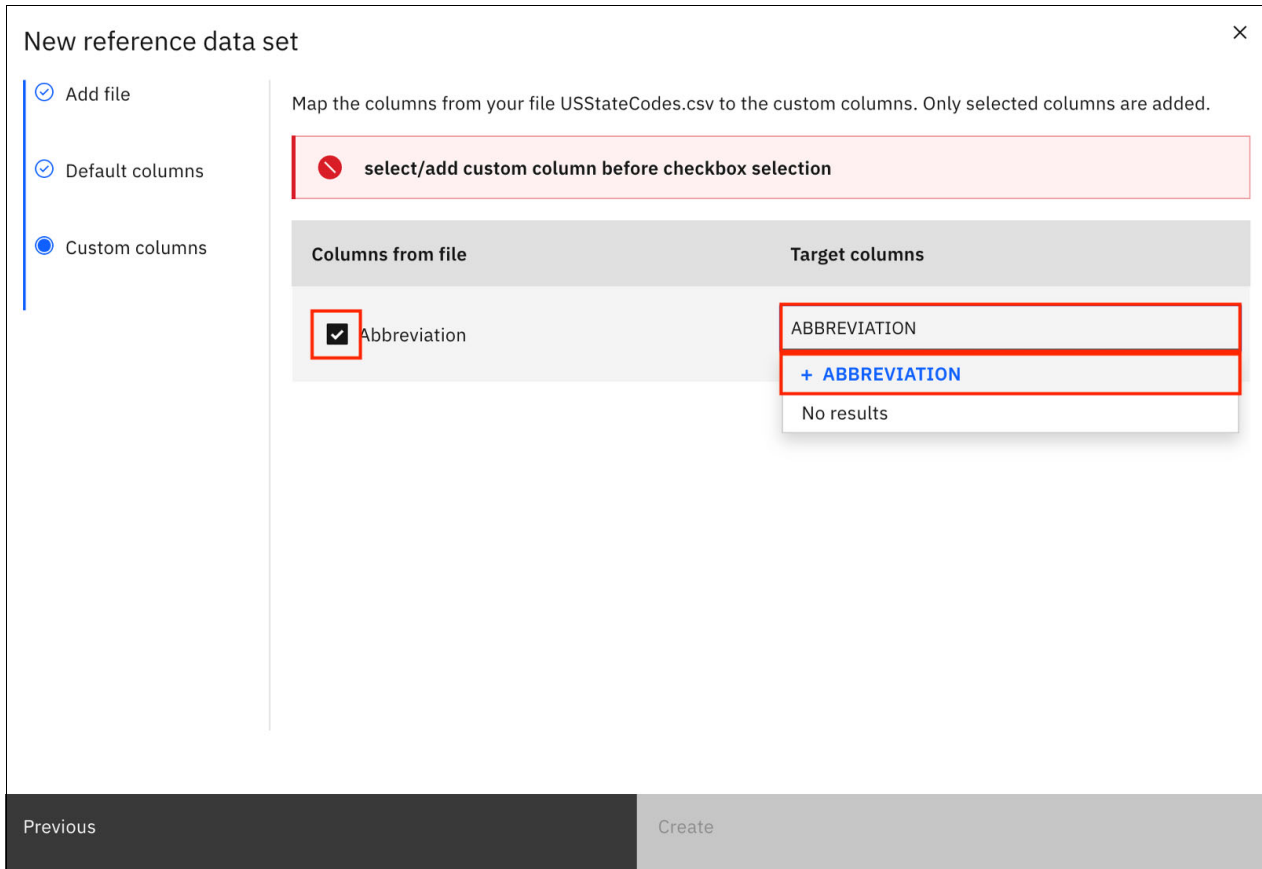 New reference data set
Add file
Default columns
Custom columns
Map the columns from your file USStateCodes.csv to the custom columns. Only selected columns are added.
select/add custom column before checkbox selection
Columns from file
Target columns
Abbreviation
ABBREVIATION
+ ABBREVIATION
No results
Previous
Create